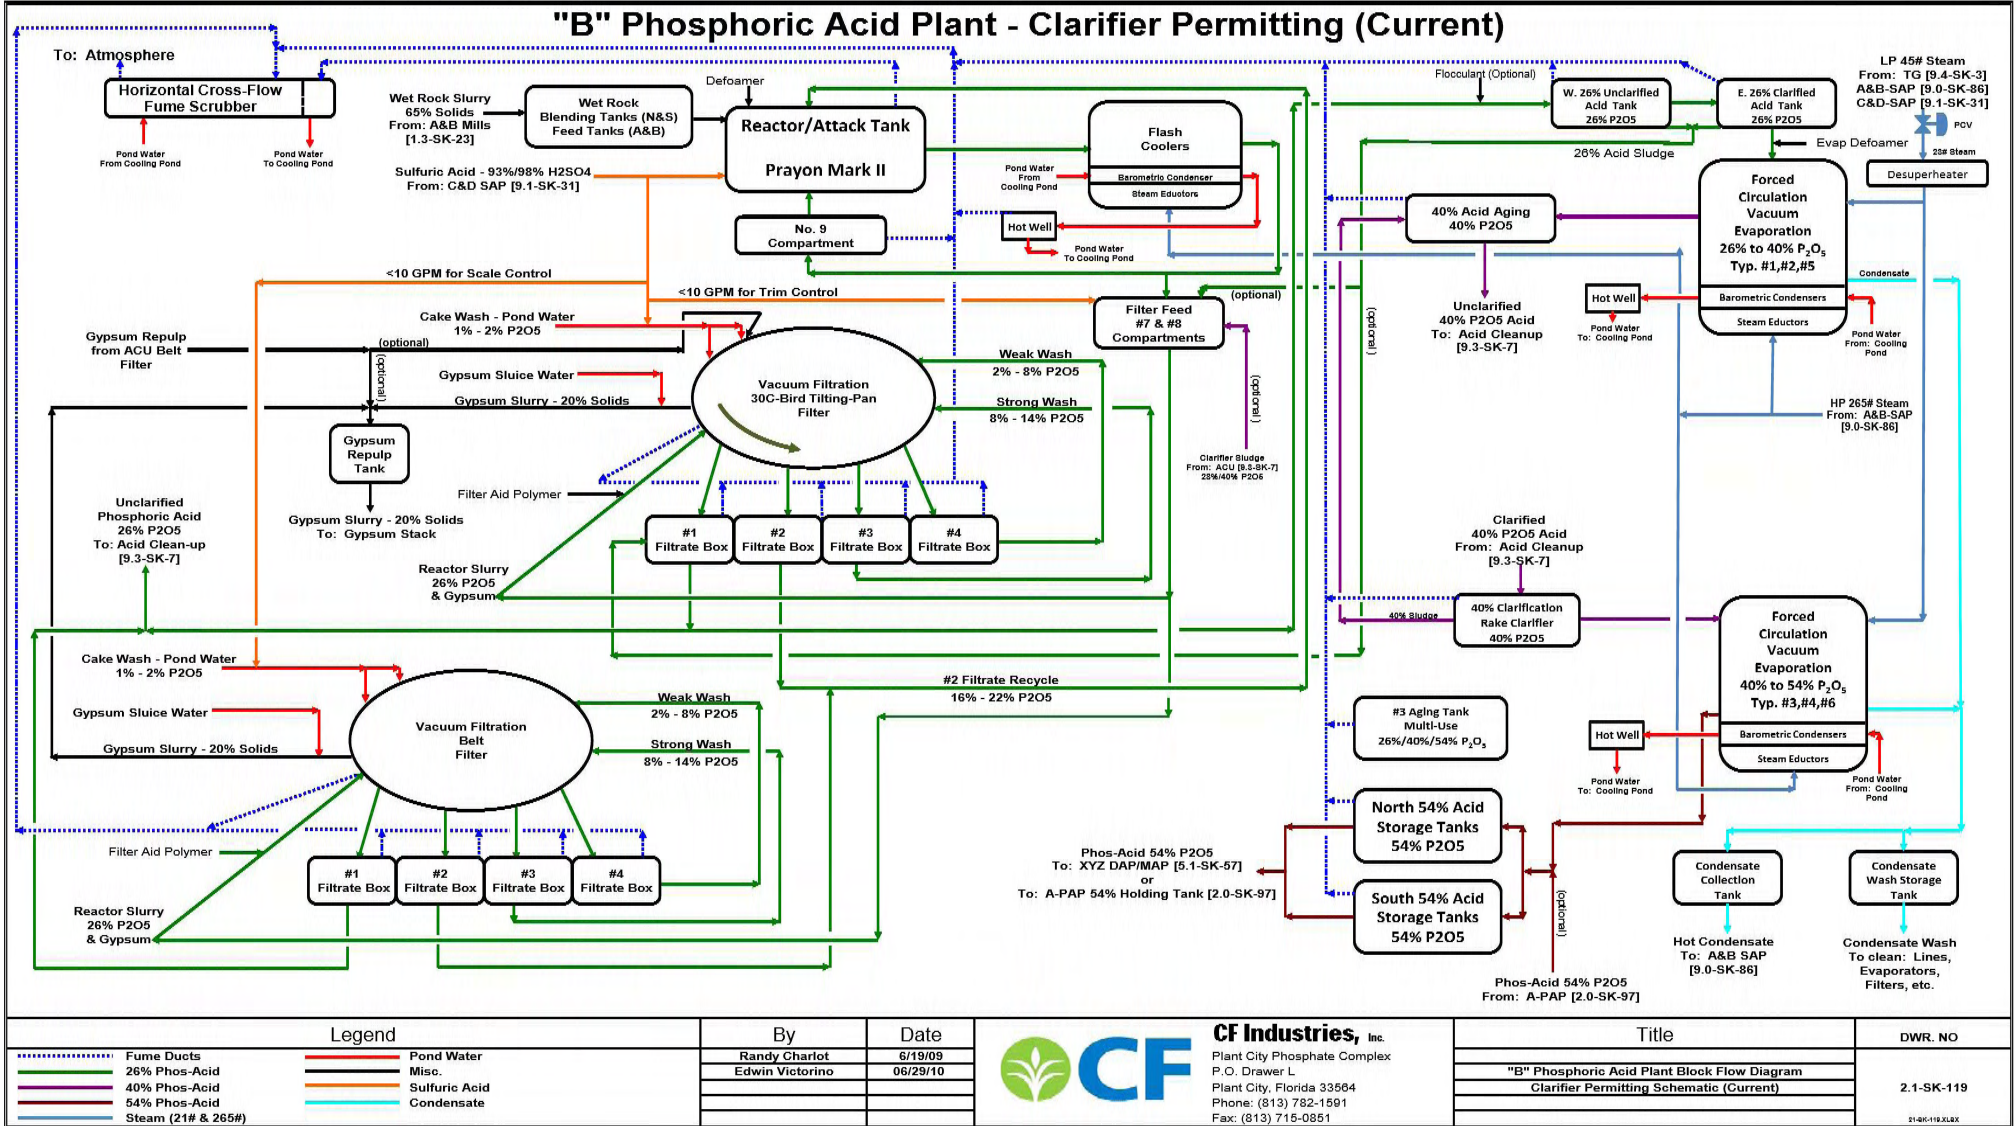 "B" Phosphoric Acid Plant - Clarifier Permitting (Current)
To: Atmosphere
Horizontal Cross-Flow
Fume Scrubber
Pond Water
From Cooling Pond
Pond Water
To Cooling Pond
Wet Rock Slurry
65% Solids
From: A&B Mills
[1.3-SK-23]
Wet Rock
Blending Tanks (N&S)
Feed Tanks (A&B)
Defoamer
Reactor/Attack Tank
Prayon Mark II
Sulfuric Acid - 93%/98% H2SO4
From: C&D SAP [9.1-SK-31]
No. 9
Compartment
Flash
Coolers
Barometric Condenser
Steam Eductors
Pond Water
From
Cooling Pond
Hot Well
Pond Water
To Cooling Pond
Flocculant (Optional)
W. 26% Unclarified
Acid Tank
26% P2O5
E. 26% Clarified
Acid Tank
26% P2O5
26% Acid Sludge
Evap Defoamer
LP 45# Steam
From: TG [9.4-SK-3]
A&B-SAP [9.0-SK-86]
C&D-SAP [9.1-SK-31]
PCV
23# Steam
Desuperheater
40% Acid Aging
40% P2O5
Forced
Circulation
Vacuum
Evaporation
26% to 40% P2O5
Typ. #1,#2,#5
Barometric Condensers
Steam Eductors
Condensate
Hot Well
Pond Water
To: Cooling Pond
Pond Water
From: Cooling
Pond
Unclarified
40% P2O5 Acid
To: Acid Cleanup
[9.3-SK-7]
HP 265# Steam
From: A&B-SAP
[9.0-SK-86]
<10 GPM for Scale Control
<10 GPM for Trim Control
(optional)
Filter Feed
#7 & #8
Compartments
(optional)
(optional)
Clarifier Sludge
From: ACU [9.3-SK-7]
28%/40% P2O5
Cake Wash - Pond Water
1% - 2% P2O5
Gypsum Repulp
from ACU Belt
Filter
(optional)
(optional)
Gypsum Sluice Water
Gypsum Slurry - 20% Solids
Vacuum Filtration
30C-Bird Tilting-Pan
Filter
Weak Wash
2% - 8% P2O5
Strong Wash
8% - 14% P2O5
Gypsum
Repulp
Tank
Gypsum Slurry - 20% Solids
To: Gypsum Stack
Filter Aid Polymer
#1
Filtrate Box
#2
Filtrate Box
#3
Filtrate Box
#4
Filtrate Box
Reactor Slurry
26% P2O5
& Gypsum
Unclarified
Phosphoric Acid
26% P2O5
To: Acid Clean-up
[9.3-SK-7]
Clarified
40% P2O5 Acid
From: Acid Cleanup
[9.3-SK-7]
40% Sludge
40% Clarification
Rake Clarifier
40% P2O5
Forced
Circulation
Vacuum
Evaporation
40% to 54% P2O5
Typ. #3,#4,#6
Barometric Condensers
Steam Eductors
Hot Well
Pond Water
To: Cooling Pond
Pond Water
From: Cooling
Pond
Cake Wash - Pond Water
1% - 2% P2O5
Gypsum Sluice Water
Gypsum Slurry - 20% Solids
Vacuum Filtration
Belt
Filter
Weak Wash
2% - 8% P2O5
Strong Wash
8% - 14% P2O5
#2 Filtrate Recycle
16% - 22% P2O5
Filter Aid Polymer
#1
Filtrate Box
#2
Filtrate Box
#3
Filtrate Box
#4
Filtrate Box
Reactor Slurry
26% P2O5
& Gypsum
#3 Aging Tank
Multi-Use
26%/40%/54% P2O5
North 54% Acid
Storage Tanks
54% P2O5
South 54% Acid
Storage Tanks
54% P2O5
Phos-Acid 54% P2O5
To: XYZ DAP/MAP [5.1-SK-57]
or
To: A-PAP 54% Holding Tank [2.0-SK-97]
(optional)
Phos-Acid 54% P2O5
From: A-PAP [2.0-SK-97]
Condensate
Collection
Tank
Condensate
Wash Storage
Tank
Hot Condensate
To: A&B SAP
[9.0-SK-86]
Condensate Wash
To clean: Lines,
Evaporators,
Filters, etc.
Legend
Fume Ducts
26% Phos-Acid
40% Phos-Acid
54% Phos-Acid
Steam (21# & 265#)
Pond Water
Misc.
Sulfuric Acid
Condensate
By
Date
Randy Charlot
6/19/09
Edwin Victorino
06/29/10
CF
CF Industries, Inc.
Plant City Phosphate Complex
P.O. Drawer L
Plant City, Florida 33564
Phone: (813) 782-1591
Fax: (813) 715-0851
Title
"B" Phosphoric Acid Plant Block Flow Diagram
Clarifier Permitting Schematic (Current)
DWR. NO
2.1-SK-119
21-SK-119.XLSX